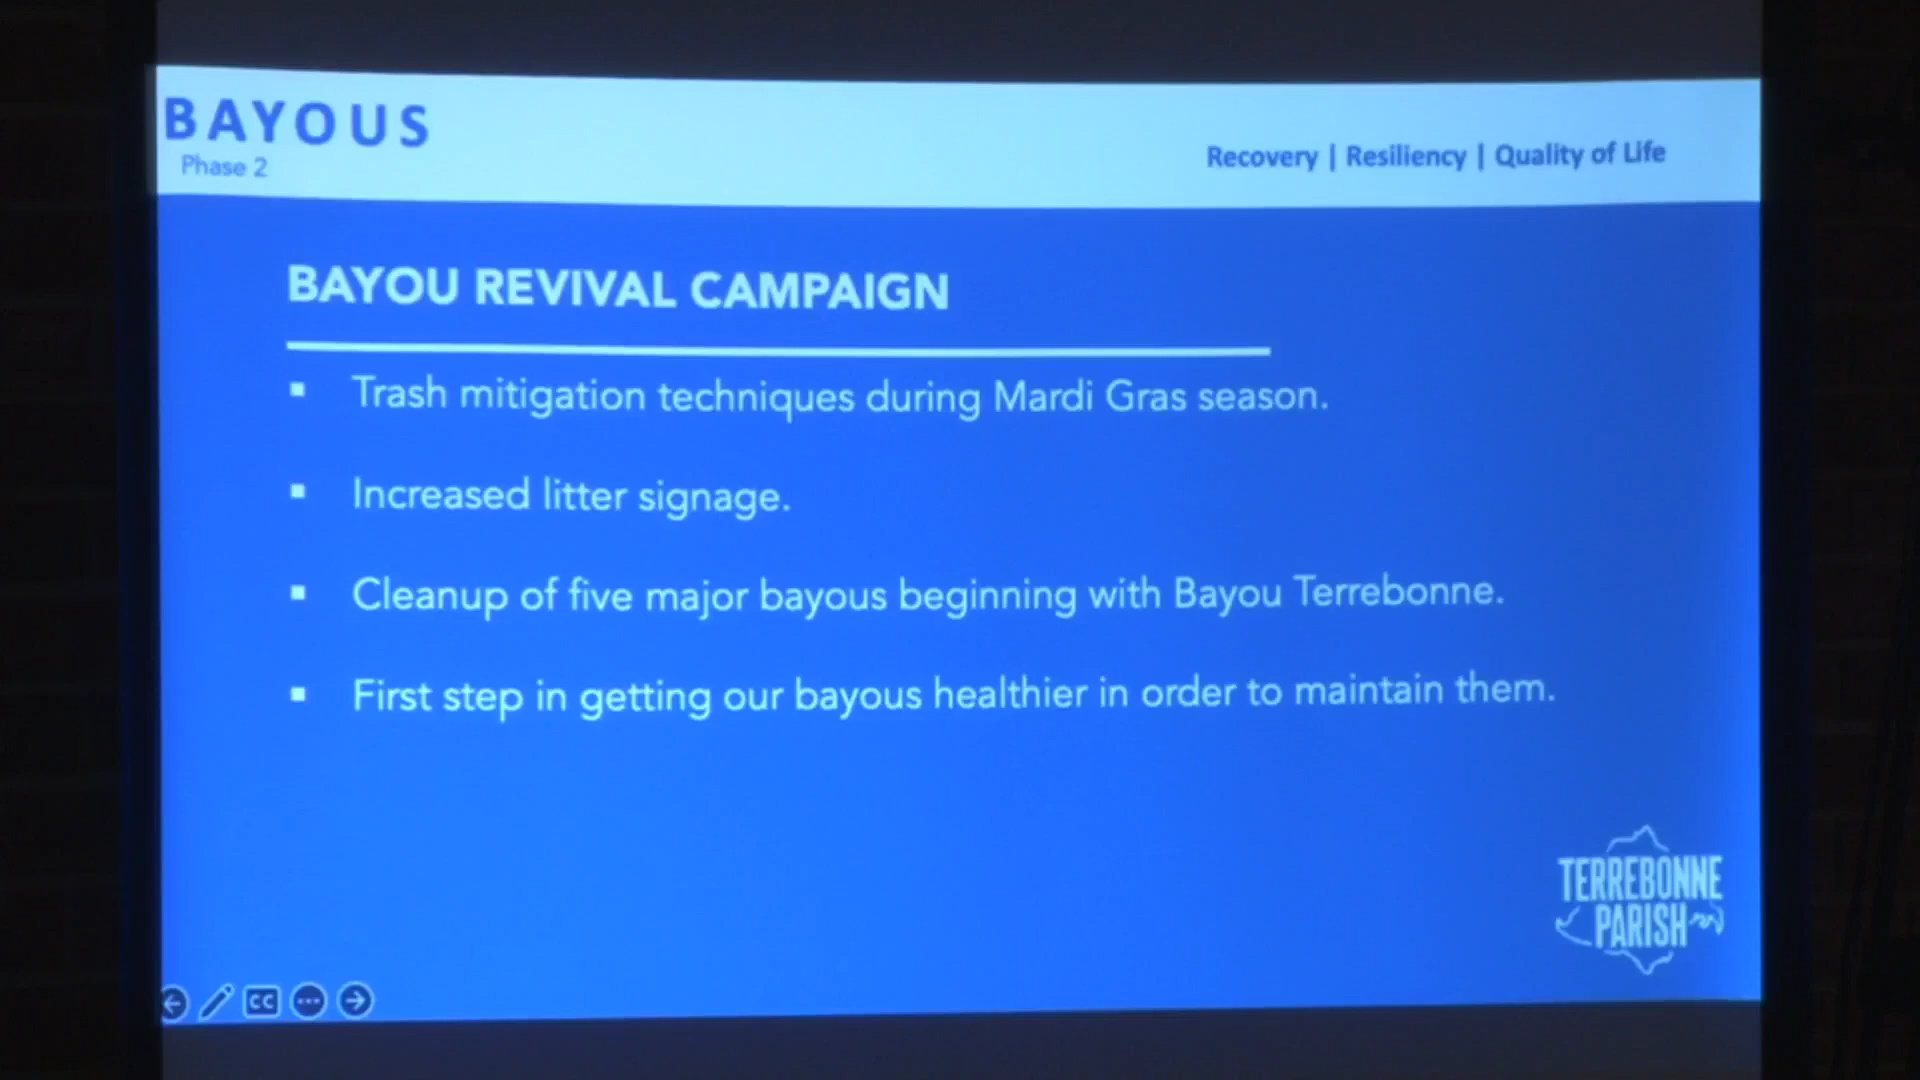 BAYOUS
Phase 2
Recovery | Resiliency | Quality of Life
BAYOU REVIVAL CAMPAIGN
Trash mitigation techniques during Mardi Gras season.
Increased litter signage.
Cleanup of five major bayous beginning with Bayou Terrebonne.
First step in getting our bayous healthier in order to maintain them.
TERREBONNE
PARISH
CC